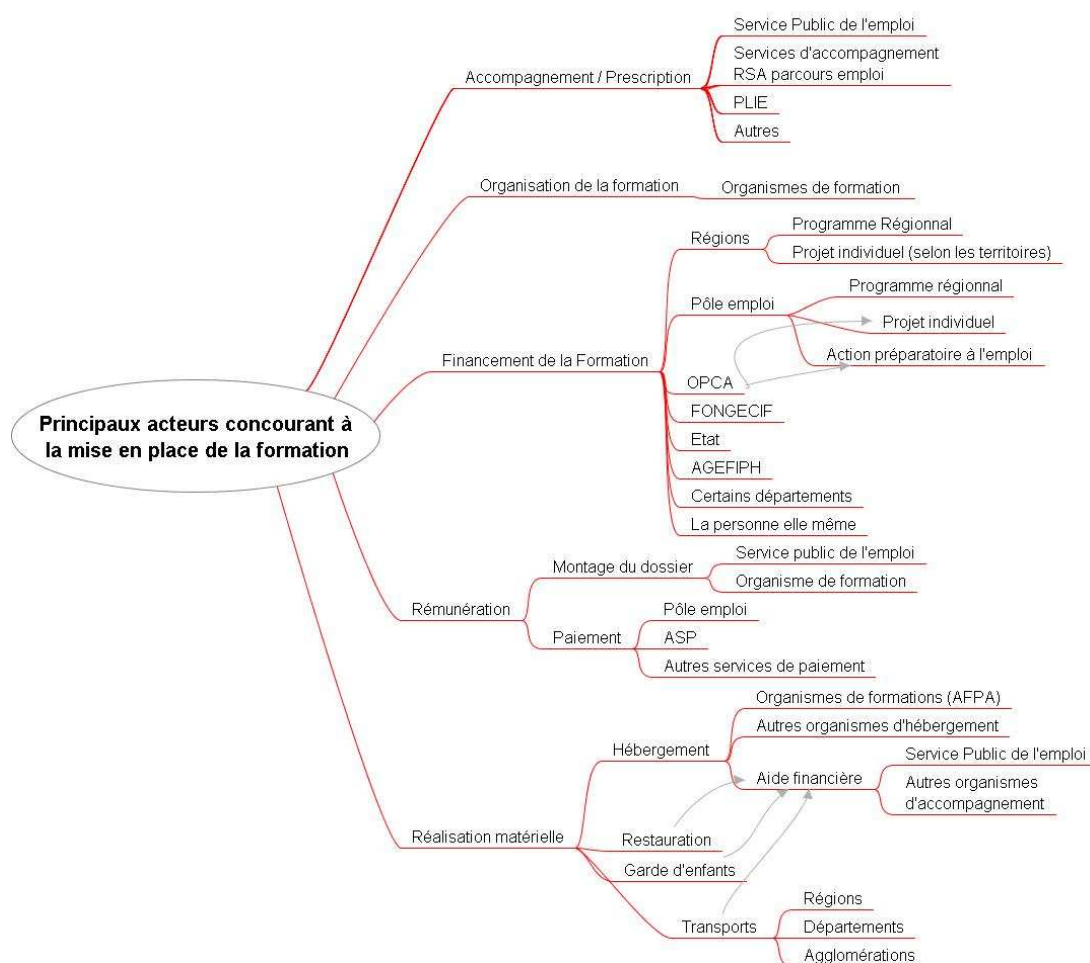 Principaux acteurs concourant à
la mise en place de la formation
Accompagnement / Prescription
Service Public de l'emploi
Services d'accompagnement
RSA parcours emploi
PLIE
Autres
Organisation de la formation
Organismes de formation
Financement de la Formation
Régions
Programme Régionnal
Projet individuel (selon les territoires)
Pôle emploi
Programme régionnal
Projet individuel
Action préparatoire à l'emploi
OPCA
FONGECIF
Etat
AGEFIPH
Certains départements
La personne elle même
Rémunération
Montage du dossier
Service public de l'emploi
Organisme de formation
Paiement
Pôle emploi
ASP
Autres services de paiement
Réalisation matérielle
Hébergement
Organismes de formations (AFPA)
Autres organismes d'hébergement
Aide financière
Service Public de l'emploi
Autres organismes
d'accompagnement
Restauration
Garde d'enfants
Transports
Régions
Départements
Agglomérations